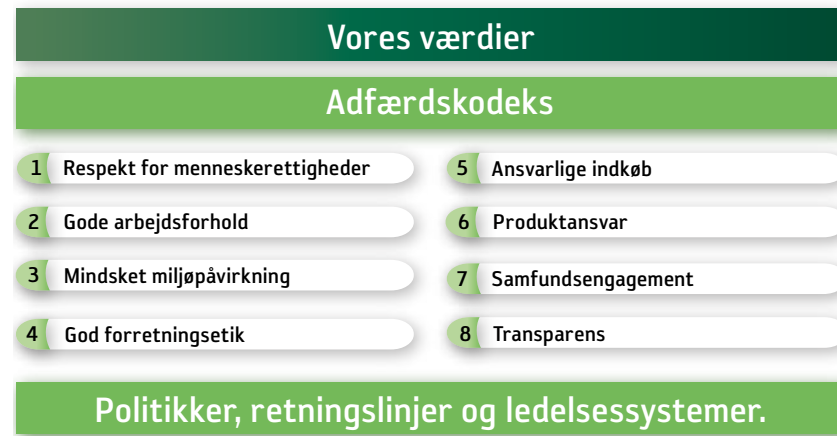 Vores værdier
Adfærdskodeks
1 Respekt for menneskerettigheder
2 Gode arbejdsforhold
3 Mindsket miljøpåvirkning
4 God forretningsetik
5 Ansvarlige indkøb
6 Produktansvar
7 Samfundsengagement
8 Transparens
Politikker, retningslinjer og ledelsessystemer.